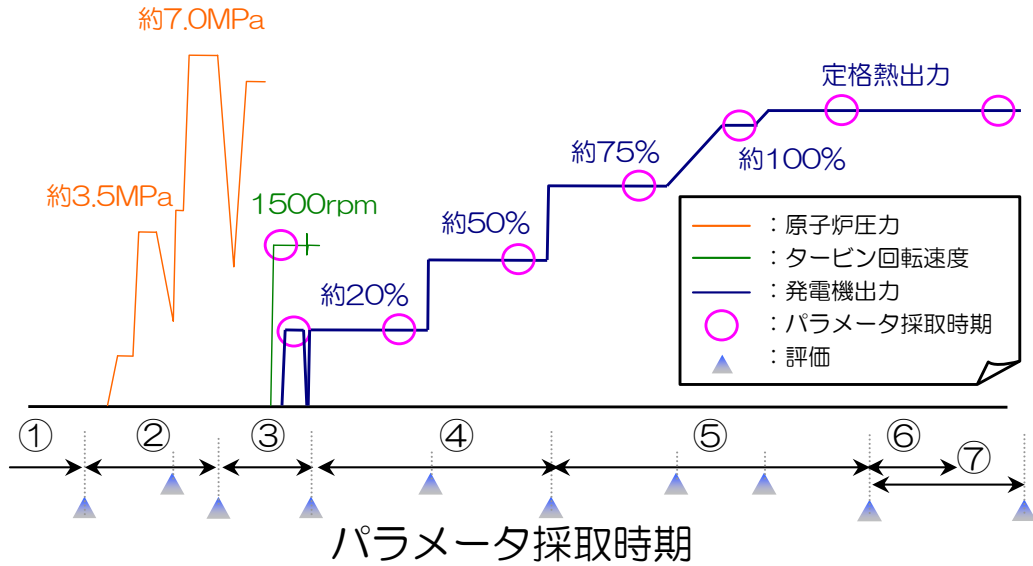 約7.0MPa
定格熱出力
約75%
約100%
約3.5MPa
1500rpm
約50%
約20%
：原子炉圧力
：タービン回転速度
：発電機出力
：パラメータ採取時期
：評価
① ② ③ ④ ⑤ ⑥ ⑦
パラメータ採取時期